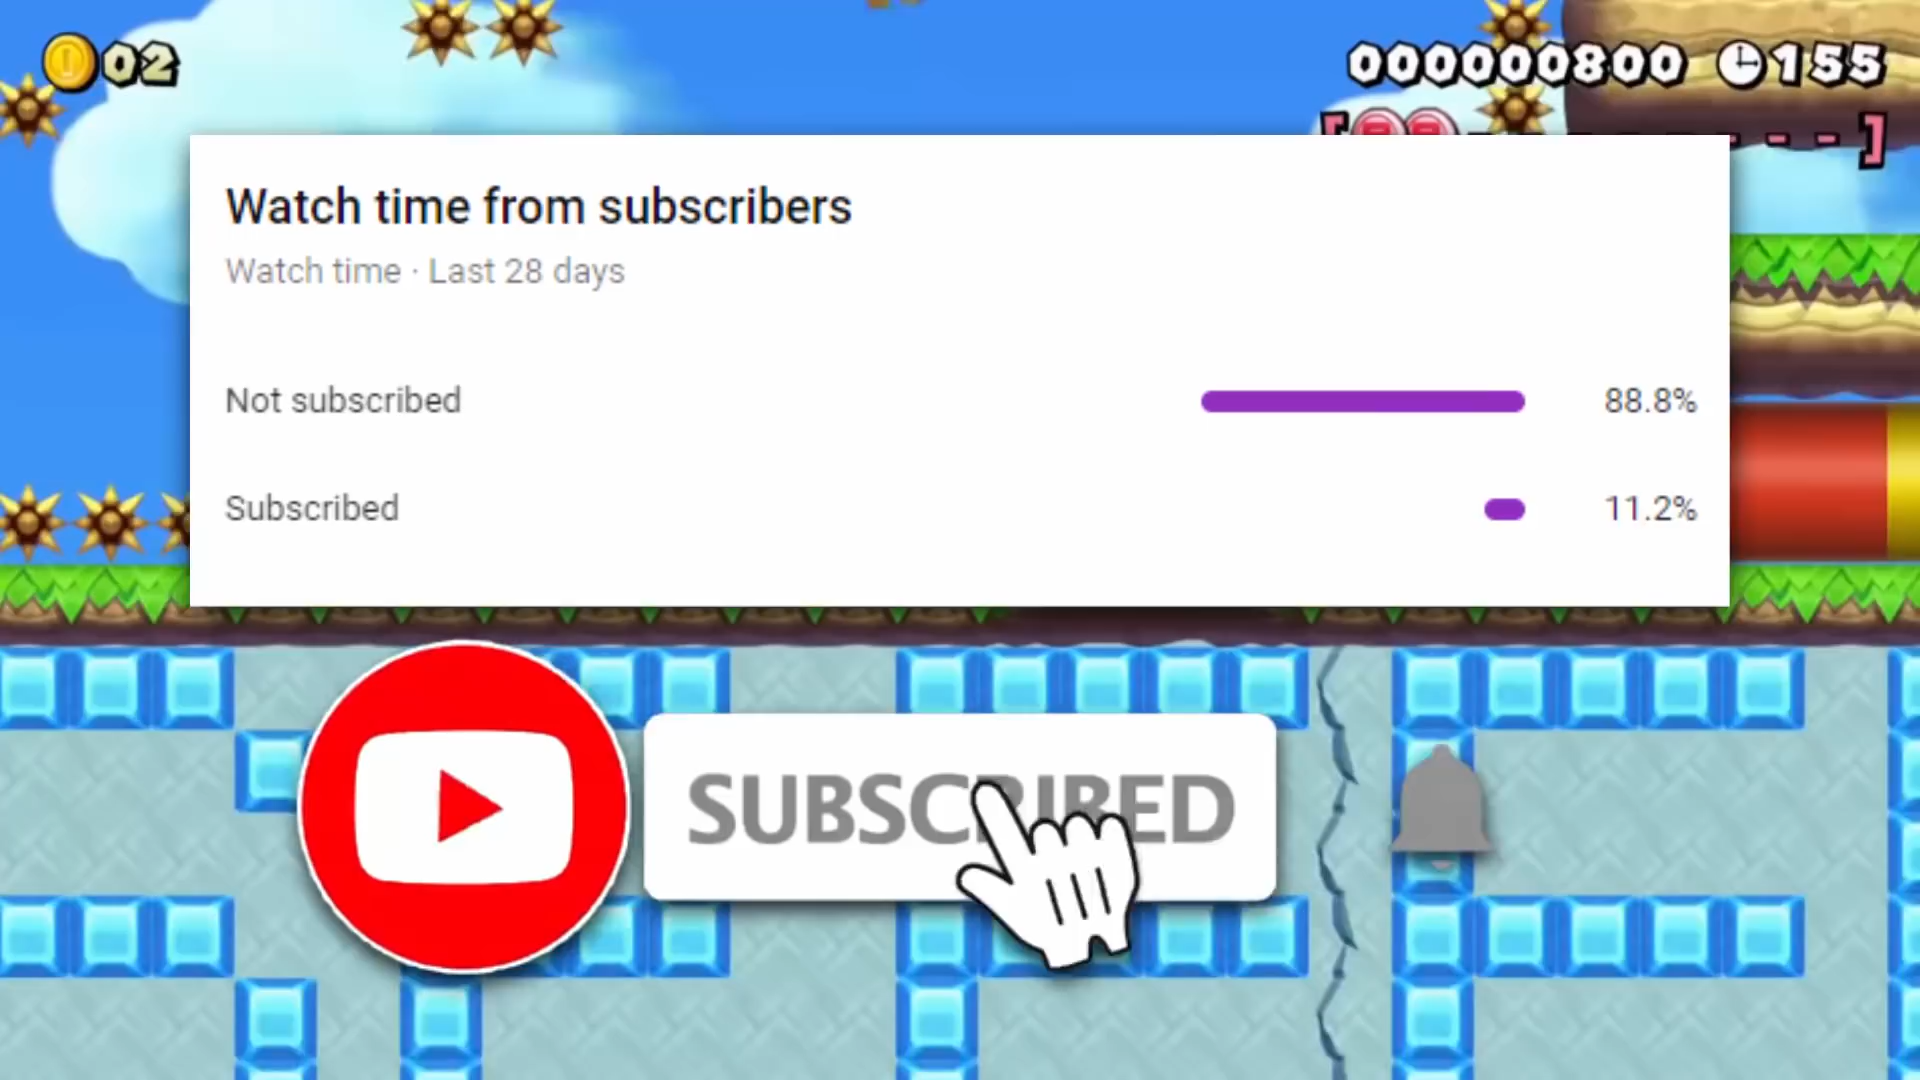 02
000000800 155
Watch time from subscribers
Watch time · Last 28 days
Not subscribed 88.8%
Subscribed 11.2%
SUBSCRIBED